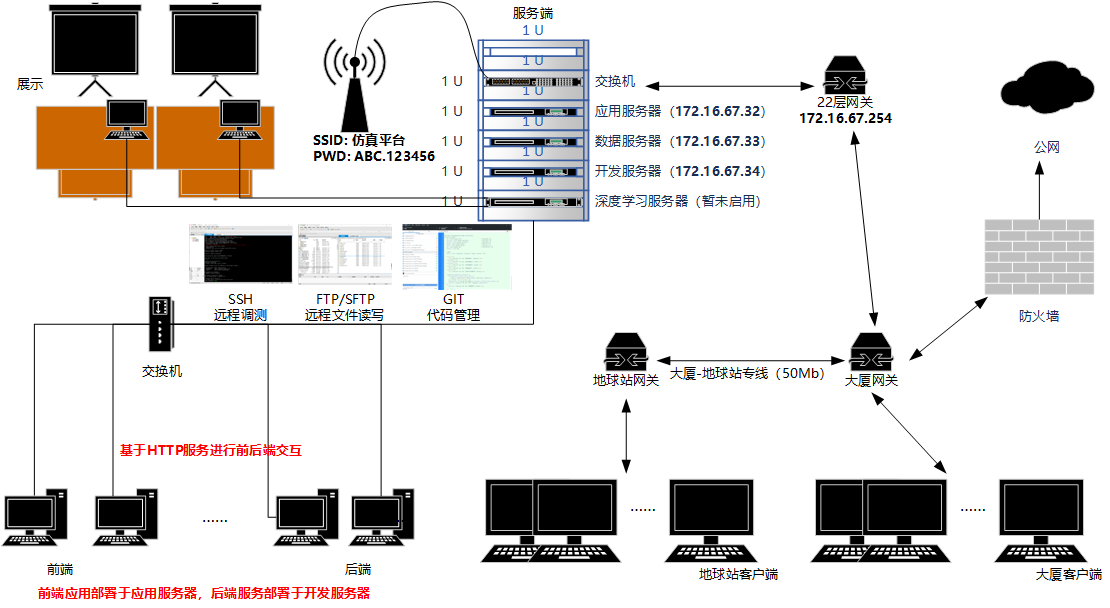 服务端
1 U
1 U
展示
1 U
交换机
1 U
22层网关
172.16.67.254
1 U
应用服务器（172.16.67.32）
1 U
SSID: 仿真平台
PWD: ABC.123456
1 U
数据服务器（172.16.67.33）
1 U
公网
1 U
开发服务器（172.16.67.34）
1 U
1 U
深度学习服务器（暂未启用）
SSH
远程调测
FTP/SFTP
远程文件读写
GIT
代码管理
防火墙
交换机
地球站网关
大厦-地球站专线（50Mb）
大厦网关
基于HTTP服务进行前后端交互
······
······
······
前端
后端
地球站客户端
大厦客户端
前端应用部署于应用服务器，后端服务部署于开发服务器